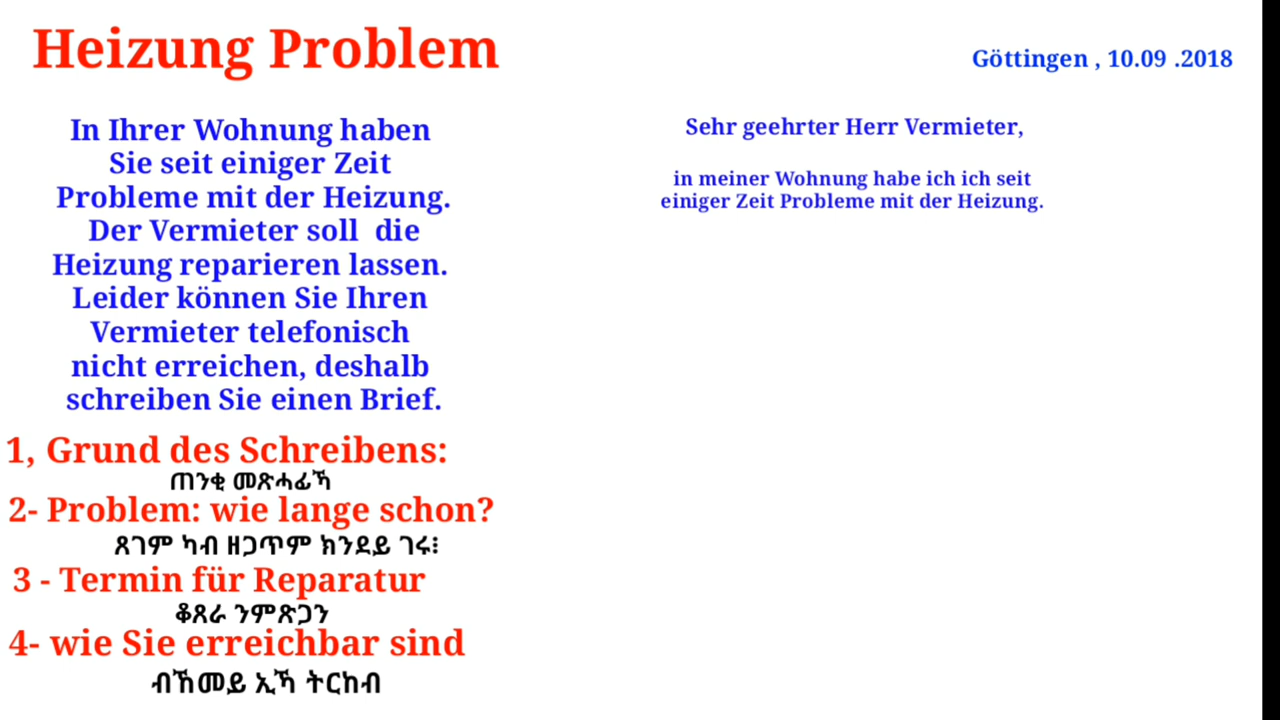 Heizung Problem
Göttingen , 10.09 .2018
In Ihrer Wohnung haben
Sie seit einiger Zeit
Probleme mit der Heizung.
Der Vermieter soll  die
Heizung reparieren lassen.
Leider können Sie Ihren
Vermieter telefonisch
nicht erreichen, deshalb
schreiben Sie einen Brief.
1, Grund des Schreibens:
ጠንቂ መጽሓፊኻ
2- Problem: wie lange schon?
ጸገም ካብ ዘጋጥም ክንደይ ገሩ፧
3 - Termin für Reparatur
ቆጸራ ንምጽጋን
4- wie Sie erreichbar sind
ብኸመይ ኢኻ ትርከብ
Sehr geehrter Herr Vermieter,
in meiner Wohnung habe ich ich seit
einiger Zeit Probleme mit der Heizung.